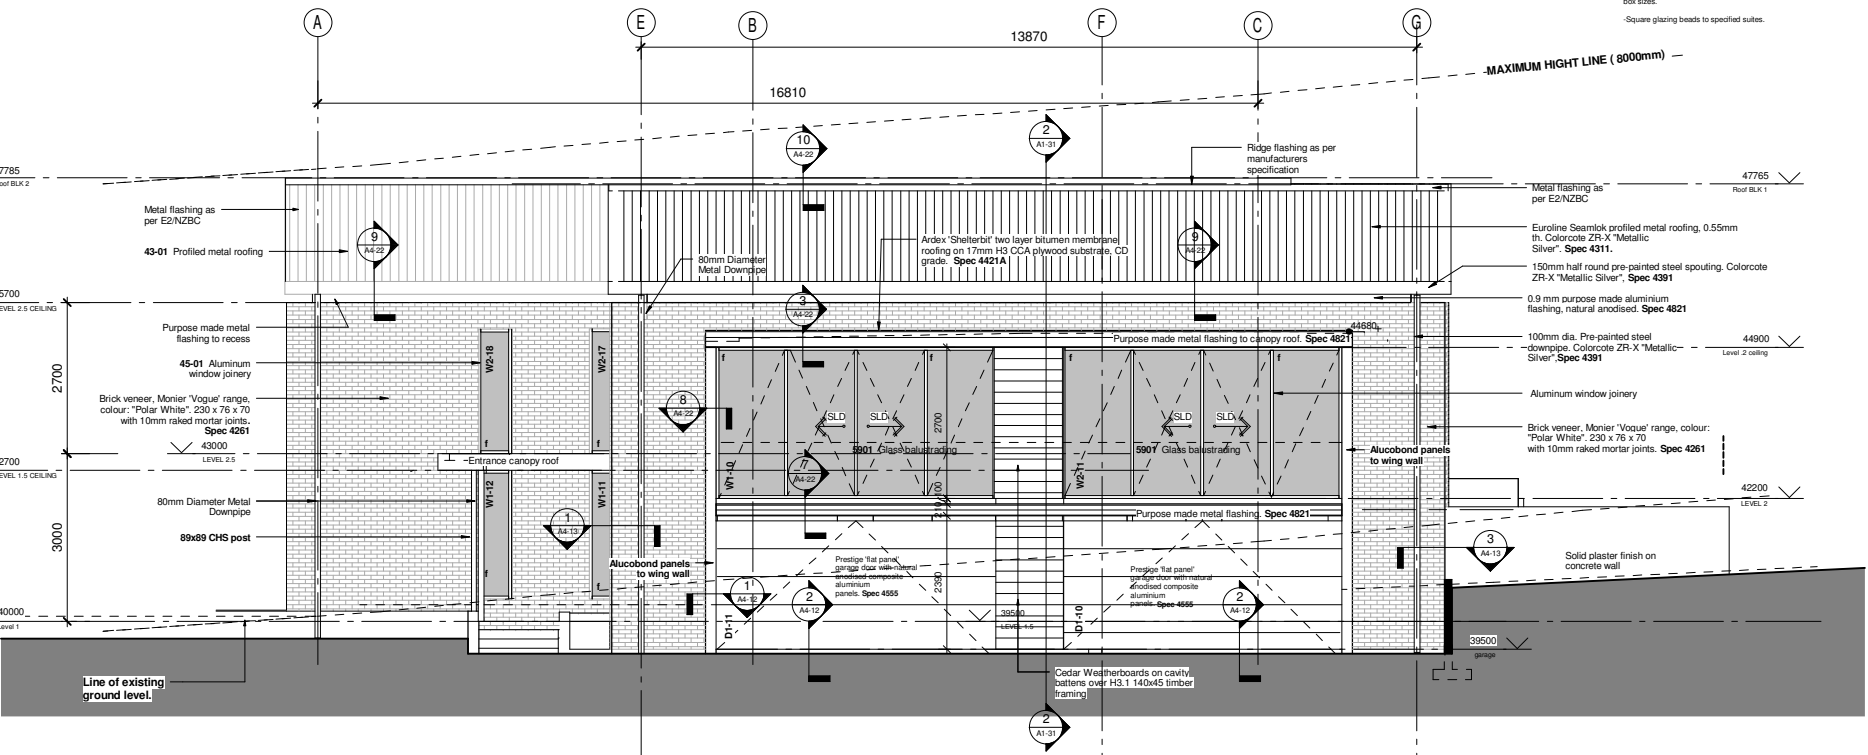 box sizes.
-Square glazing beads to specified suites.
A
E
B
F
C
G
13870
MAXIMUM HIGHT LINE ( 8000mm)
16810
10
A4-22
2
A1-31
Ridge flashing as per
manufacturers
specification
7785
oof BLK 2
47765
Roof BLK 1
Metal flashing as
per E2/NZBC
Metal flashing as
per E2/NZBC
43-01 Profiled metal roofing
9
A4-22
80mm Diameter
Metal Downpipe
Ardex 'Shelterbit' two layer bitumen membrane
roofing on 17mm H3 CCA plywood substrate. CD
grade. Spec 4421A
9
A4-22
Euroline Seamlok profiled metal roofing, 0.55mm
th. Colorcote ZR-X "Metallic
Silver". Spec 4311.
150mm half round pre-painted steel spouting. Colorcote
ZR-X "Metallic Silver", Spec 4391
0.9 mm purpose made aluminium
flashing, natural anodised. Spec 4821
5700
EVEL 2.5 CEILING
3
A4-22
Purpose made metal
flashing to recess
44680
Purpose made metal flashing to canopy roof. Spec 4821
100mm dia. Pre-painted steel
downpipe. Colorcote ZR-X "Metallic
Silver",Spec 4391
44900
Level .2 ceiling
45-01 Aluminum
window joinery
W2-18
W2-17
f
f
f
f
2700
Brick veneer, Monier 'Vogue' range,
colour: "Polar White". 230 x 76 x 70
with 10mm raked mortar joints.
Spec 4261
8
A4-22
SLD
SLD
2700
SLD
SLD
Aluminum window joinery
Brick veneer, Monier 'Vogue' range, colour:
"Polar White". 230 x 76 x 70
with 10mm raked mortar joints. Spec 4261
43000
LEVEL 2.5
f
f
5901 Glass balustrading
5901 Glass balustrading
Alucobond panels
to wing wall
2700
EVEL 1.5 CEILING
Entrance canopy roof
W1-10
7
A4-22
W2-11
W1-12
W1-11
100
210
42200
LEVEL 2
80mm Diameter Metal
Downpipe
Purpose made metal flashing. Spec 4821
3000
89x89 CHS post
1
A4-13
3
A4-13
Alucobond panels
to wing wall
Prestige 'flat panel'
garage door with natural
anodised composite
aluminium
panels. Spec 4555
2390
Prestige 'flat panel'
garage door with natural
anodised composite
aluminium
panels. Spec 4555
Solid plaster finish on
concrete wall
f
f
1
A4-12
2
A4-12
2
A4-12
40000
evel 1
D1-11
39500
LEVEL 1.5
D1-10
39500
garage
Line of existing
ground level.
Cedar Weatherboards on cavity
battens over H3.1 140x45 timber
framing
2
A1-31